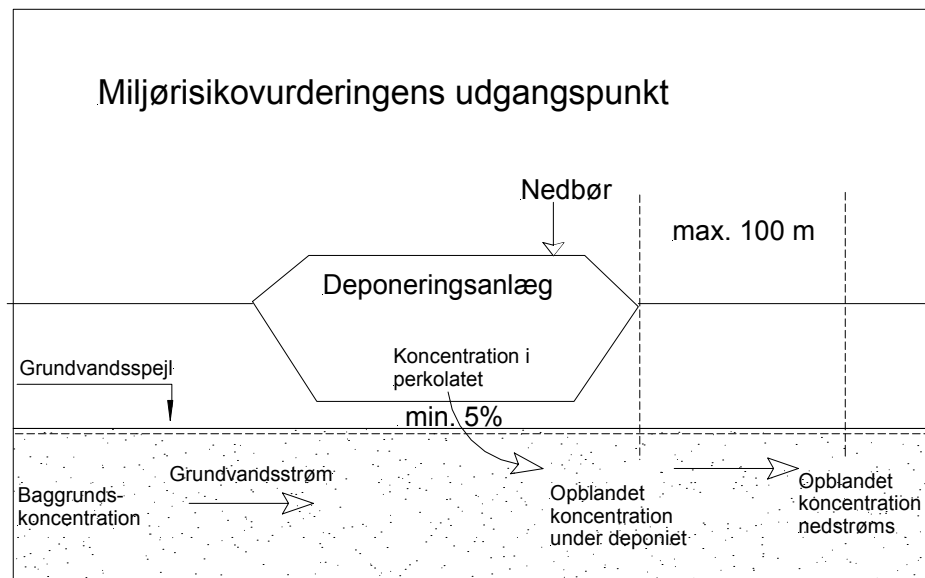 Miljørisikovurderingens udgangspunkt
Nedbør
max. 100 m
Deponeringsanlæg
Koncentration i
perkolatet
Grundvandsspejl
min. 5%
Grundvandsstrøm
Baggrunds-
koncentration
Opblandet
koncentration
under deponiet
Opblandet
koncentration
nedstrøms